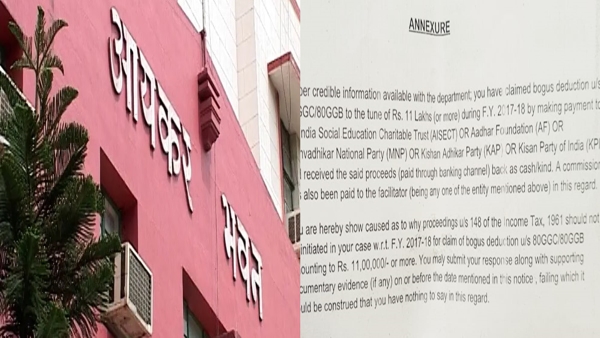 आयकर
भवन
ANNEXURE
per credible information available with the department, you have claimed bogus deduction u/s
GGC/80GGB to the tune of Rs. 11 Lakhs (or more) during F.Y. 2017-18 by making payment to
India Social Education Charitable Trust (AISECT) OR Aadhar Foundation (AF) OR
nvadhikar National Party (MNP) OR Kishan Adhikar Party (KAP) OR Kisan Party of India (KPI
received the said proceeds (paid through banking channel) back as cash/kind. A commission
s also been paid to the facilitator (being any one of the entity mentioned above) in this regard.
u are hereby show caused as to why proceedings u/s 148 of the Income Tax, 1961 should not
initiated in your case w.r.t. F.Y. 2017-18 for claim of bogus deduction u/s 80GGC/80GGB
ounting to Rs. 11,00,000/- or more. You may submit your response along with supporting
cumentary evidence (if any) on or before the date mentioned in this notice , failing which it
uld be construed that you have nothing to say in this regard.